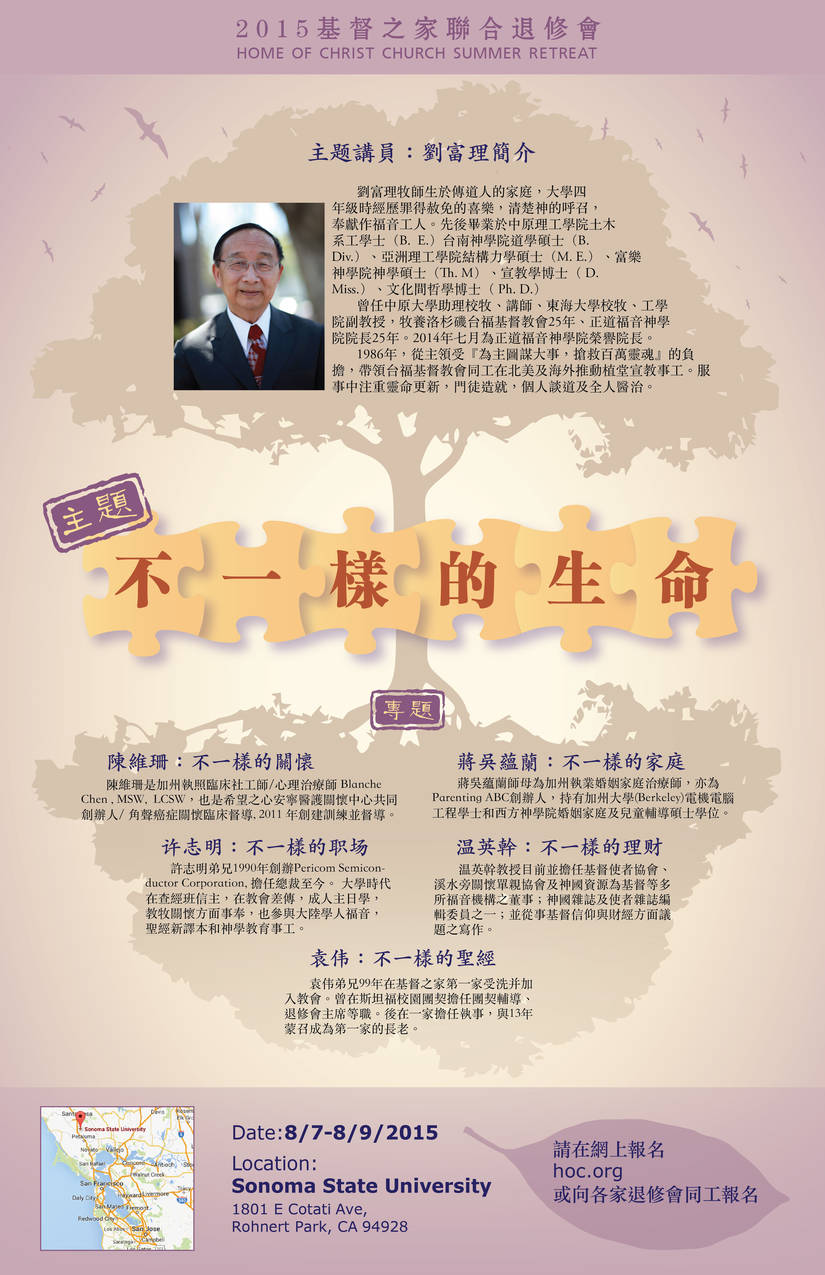 2015基督之家聯合退修會
HOME OF CHRIST CHURCH SUMMER RETREAT
主題講員：劉富理簡介
劉富理牧師生於傳道人的家庭，大學四
年級時經歷罪得赦免的喜樂，清楚神的呼召，
奉獻作福音工人。先後畢業於中原理工學院土木
系工學士（B. E.）台南神學院道學碩士（B.
Div.）、亞洲理工學院結構力學碩士（M. E.）、富樂
神學院神學碩士（Th. M）、宣教學博士（ D.
Miss.）、文化間哲學博士（ Ph. D.）
曾任中原大學助理校牧、講師、東海大學校牧、工學
院副教授，牧養洛杉磯台福基督教會25年、正道福音神學
院院長25年。2014年七月為正道福音神學院榮譽院長。
1986年，從主領受『為主圖謀大事，搶救百萬靈魂』的負
擔，帶領台福基督教會同工在北美及海外推動植堂宣教事工。服
事中注重靈命更新，門徒造就，個人談道及全人醫治。
主題
不一樣的生命
專題
陳維珊：不一樣的關懷
陳維珊是加州執照臨床社工師/心理治療師 Blanche
Chen , MSW, LCSW，也是希望之心安寧醫護關懷中心共同
創辦人/ 角聲癌症關懷臨床督導, 2011 年創建訓練並督導。
蔣吳蘊蘭：不一樣的家庭
蔣吳蘊蘭師母為加州執業婚姻家庭治療師，亦為
Parenting ABC創辦人，持有加州大學(Berkeley)電機電腦
工程學士和西方神學院婚姻家庭及兒童輔導碩士學位。
许志明：不一樣的职场
許志明弟兄1990年創辦Pericom Semicon-
ductor Corporation, 擔任總裁至今。 大學時代
在查經班信主，在教會差傳，成人主日學，
教牧關懷方面事奉，也參與大陸學人福音，
聖經新譯本和神學教育事工。
温英幹：不一樣的理财
温英幹教授目前並擔任基督使者協會、
溪水旁關懷單親協會及神國資源為基督等多
所福音機構之董事；神國雜誌及使者雜誌編
輯委員之一；並從事基督信仰與財經方面議
題之寫作。
袁伟：不一樣的聖經
袁伟弟兄99年在基督之家第一家受洗并加
入教會。曾在斯坦福校園團契擔任團契輔導、
退修會主席等職。後在一家擔任執事，與13年
蒙召成為第一家的長老。
Sonoma State University
Petaluma
Novato
Vallejo
San Rafael
Concord
Antioch
San Francisco
Daly City
Hayward
Livermore
San Mateo
Fremont
Redwood City
San Jose
Campbell
Saratoga
Date:8/7-8/9/2015
Location:
Sonoma State University
1801 E Cotati Ave,
Rohnert Park, CA 94928
請在網上報名
hoc.org
或向各家退修會同工報名